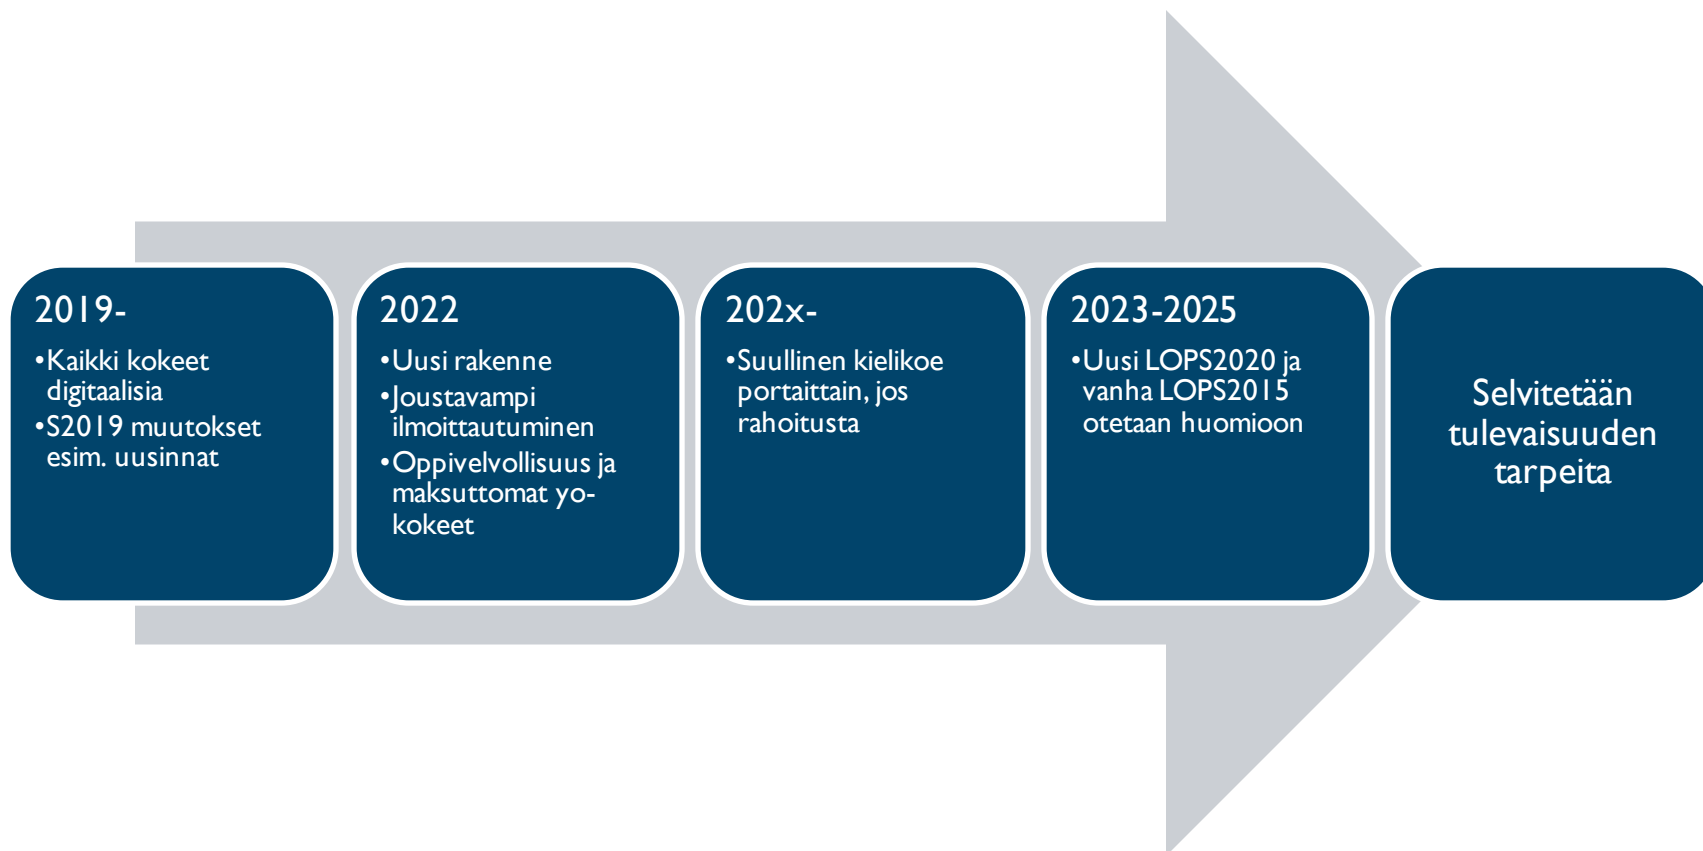 2019-
•Kaikki kokeet
digitaalisia
•S2019 muutokset
esim. uusinnat
2022
•Uusi rakenne
•Joustavampi
ilmoittautuminen
•Oppivelvollisuus ja
maksuttomat yo-
kokeet
202x-
•Suullinen kielikoe
portaittain, jos
rahoitusta
2023-2025
•Uusi LOPS2020 ja
vanha LOPS2015
otetaan huomioon
Selvitetään
tulevaisuuden
tarpeita